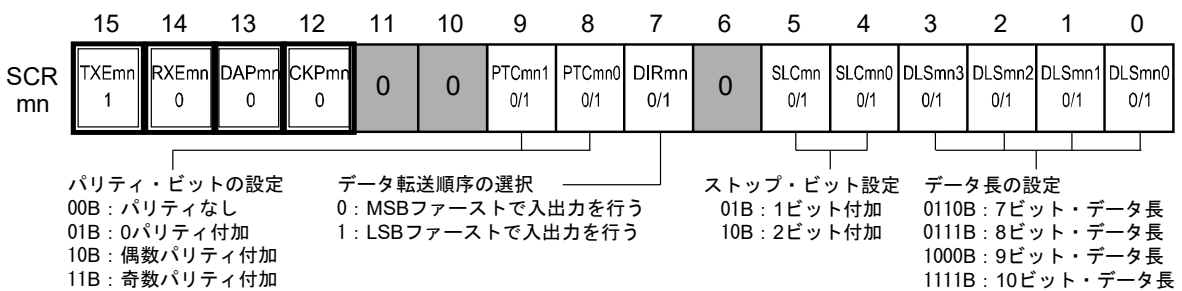 15 14 13 12 11 10 9 8 7 6 5 4 3 2 1 0
SCR
mn
TXEmn RXEmn DAPmn CKPmn 0 0 PTCmn1 PTCmn0 DIRmn 0 SLCmn SLCmn0 DLSmn3 DLSmn2 DLSmn1 DLSmn0
1 0 0 0 0/1 0/1 0/1 0/1 0/1 0/1 0/1 0/1 0/1
パリティ・ビットの設定
00B：パリティなし
01B：0パリティ付加
10B：偶数パリティ付加
11B：奇数パリティ付加
データ転送順序の選択
0：MSBファーストで入出力を行う
1：LSBファーストで入出力を行う
ストップ・ビット設定
01B：1ビット付加
10B：2ビット付加
データ長の設定
0110B：7ビット・データ長
0111B：8ビット・データ長
1000B：9ビット・データ長
1111B：10ビット・データ長